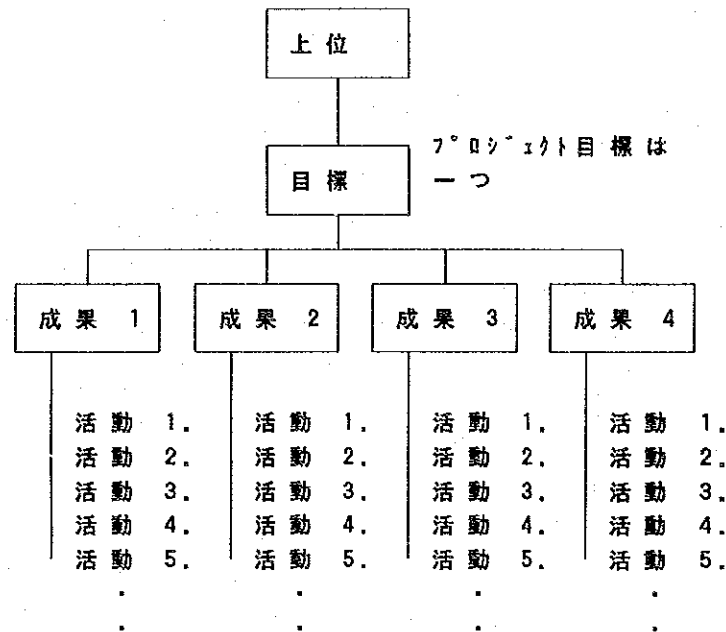 上位
プロジェクト目標は
一つ
目標
成果 1 成果 2 成果 3 成果 4
活動 1. 活動 1. 活動 1. 活動 1.
活動 2. 活動 2. 活動 2. 活動 2.
活動 3. 活動 3. 活動 3. 活動 3.
活動 4. 活動 4. 活動 4. 活動 4.
活動 5. 活動 5. 活動 5. 活動 5.
・ ・ ・ ・
・ ・ ・ ・